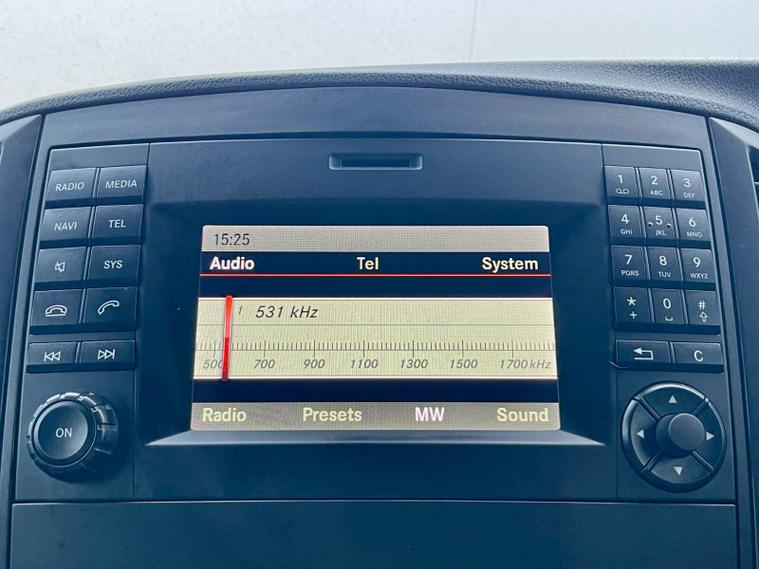 RADIO MEDIA
NAVI TEL
SYS
ON
15:25
Audio Tel System
1 531 kHz
500 700 900 1100 1300 1500 1700 kHz
Radio Presets MW Sound
1 2 ABC 3 DEF
4 GHI 5 JKL 6 MNO
7 PQRS 8 TUV 9 WXYZ
* + 0 #
C